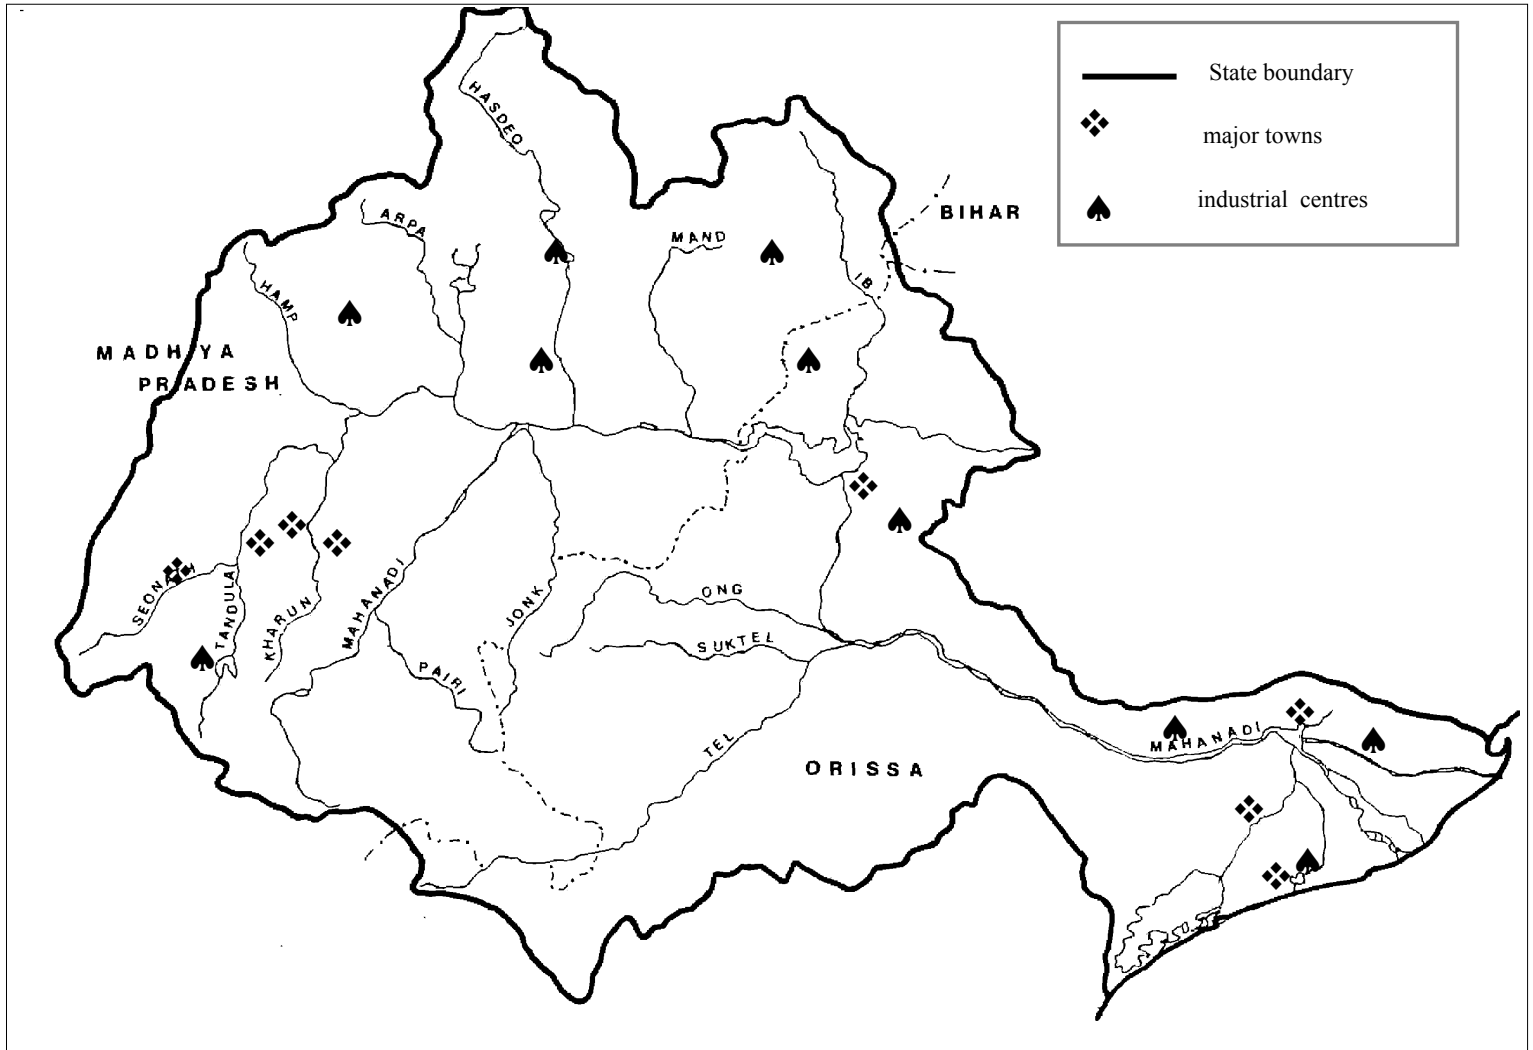 State boundary
major towns
industrial centres
HASDEO
BIHAR
ARPA
MAND
IB
HAMP
MADHYA
PRADESH
SEONATH
TANDULA
KHARUN
MAHANADI
JONK
ONG
SUKTEL
PAIRI
TEL
ORISSA
MAHANADI